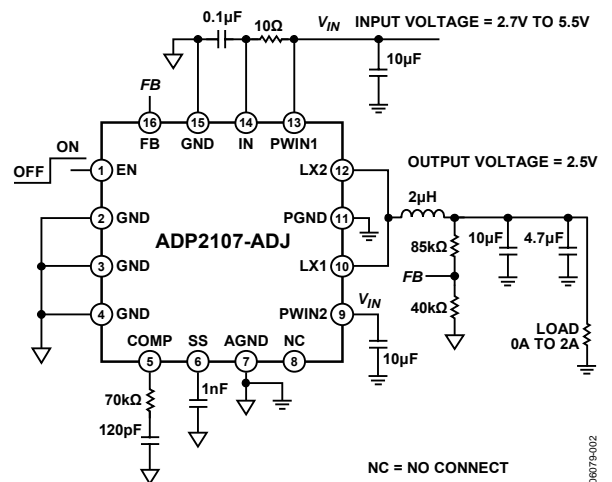 0.1µF
10Ω
VIN
INPUT VOLTAGE = 2.7V TO 5.5V
10µF
FB
16
15
14
13
FB
GND
IN
PWIN1
ON
OFF
1
EN
LX2
12
OUTPUT VOLTAGE = 2.5V
2µH
2
GND
PGND
11
ADP2107-ADJ
85kΩ
10µF
4.7µF
FB
3
GND
LX1
10
40kΩ
VIN
4
GND
PWIN2
9
LOAD
0A TO 2A
COMP
SS
AGND
NC
5
6
7
8
10µF
70kΩ
1nF
120pF
NC = NO CONNECT
06079-002